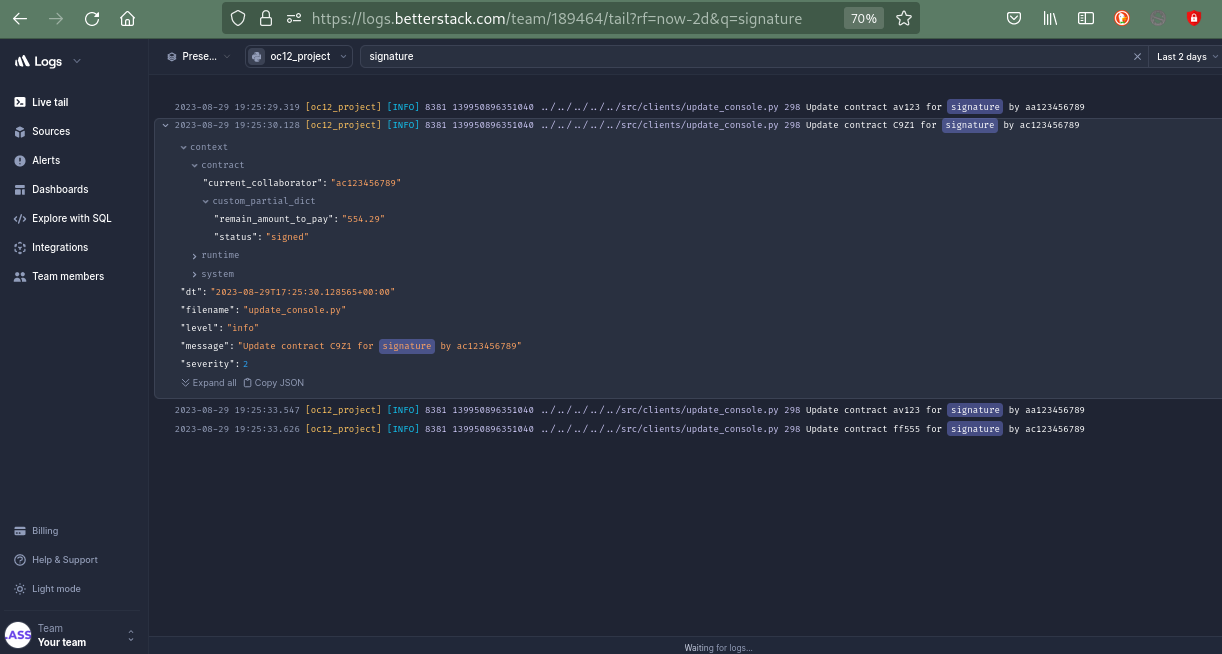 https://logs.betterstack.com/team/189464/tail?rf=now-2d&q=signature 70%
Logs
Prese... oc12_project signature Last 2 days
Live tail
Sources
Alerts
Dashboards
Explore with SQL
Integrations
Team members
2023-08-29 19:25:29.319 [oc12_project] [INFO] 8381 139950896351040 ../../../../../src/clients/update_console.py 298 Update contract av123 for signature by aa123456789
2023-08-29 19:25:30.128 [oc12_project] [INFO] 8381 139950896351040 ../../../../../src/clients/update_console.py 298 Update contract C9Z1 for signature by ac123456789
context
contract
"current_collaborator": "ac123456789"
custom_partial_dict
"remain_amount_to_pay": "554.29"
"status": "signed"
runtime
system
"dt": "2023-08-29T17:25:30.128565+00:00"
"filename": "update_console.py"
"level": "info"
"message": "Update contract C9Z1 for signature by ac123456789"
"severity": 2
Expand all Copy JSON
2023-08-29 19:25:33.547 [oc12_project] [INFO] 8381 139950896351040 ../../../../../src/clients/update_console.py 298 Update contract av123 for signature by aa123456789
2023-08-29 19:25:33.626 [oc12_project] [INFO] 8381 139950896351040 ../../../../../src/clients/update_console.py 298 Update contract ff555 for signature by ac123456789
Billing
Help & Support
Light mode
.ASS Team
Your team
Waiting for logs...